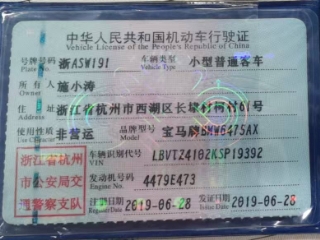 中华人民共和国机动车行驶证
Vehicle License of the People's Republic of China
号牌号码 浙ASW191 车辆类型 小型普通客车
Plate No. Vehicle Type
所有人 施小涛
Owner
住址 浙江省杭州市西湖区长埭村柯村61号
Address
使用性质 非营运 品牌型号 宝马牌BMW6475AX
Use Character Model
浙江省杭州市公安局交通警察支队
车辆识别代号 LBVTZ4102KSP19392
VIN
发动机号码 4479E473
Engine No.
注册日期 2019-06-28 发证日期 2019-06-28
Register Date Issue Date